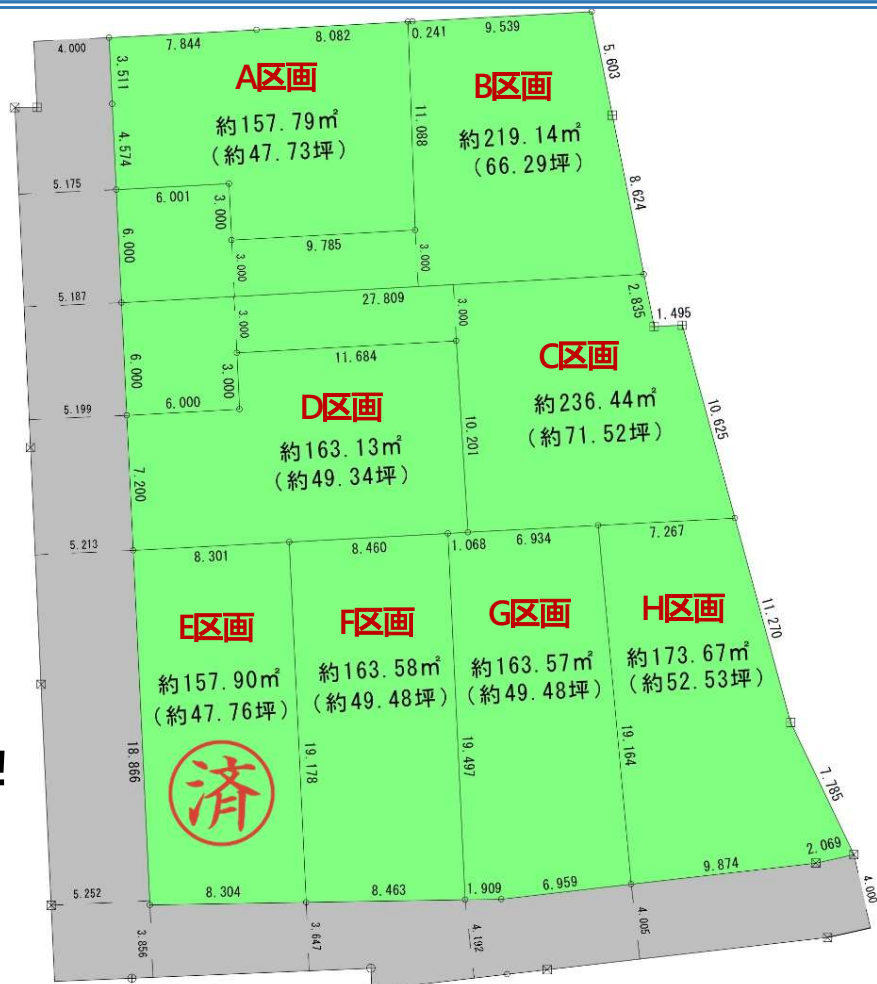 4.000
7.844
8.082
0.241
9.539
3.511
5.603
A区画
約157.79㎡
(約47.73坪)
B区画
約219.14㎡
(66.29坪)
11.088
4.574
8.624
5.175
6.001
3.000
9.785
6.000
3.000
3.000
5.187
27.809
2.835
1.495
3.000
3.000
11.684
6.000
3.000
C区画
約236.44㎡
(約71.52坪)
10.625
5.199
6.000
D区画
約163.13㎡
(約49.34坪)
10.201
7.200
5.213
8.301
8.460
1.068
6.934
7.267
E区画
約157.90㎡
(約47.76坪)
F区画
約163.58㎡
(約49.48坪)
G区画
約163.57㎡
(約49.48坪)
H区画
約173.67㎡
(約52.53坪)
11.270
18.866
19.178
19.497
19.164
7.785
!
済
5.252
8.304
8.463
1.909
6.959
9.874
2.069
4.000
3.856
3.647
4.192
4.005